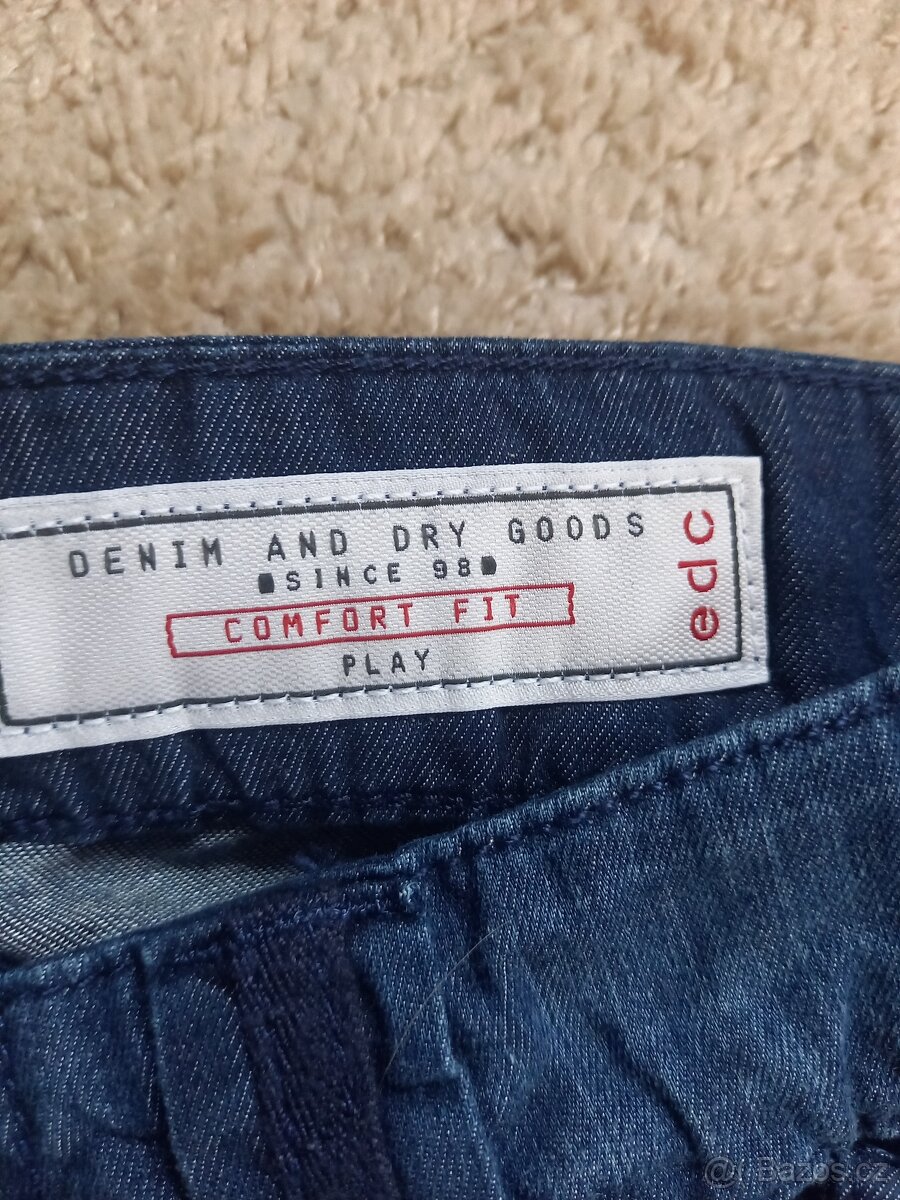 DENIM AND DRY GOODS
SINCE 98
COMFORT FIT
PLAY
edc
@ Bazos.cz